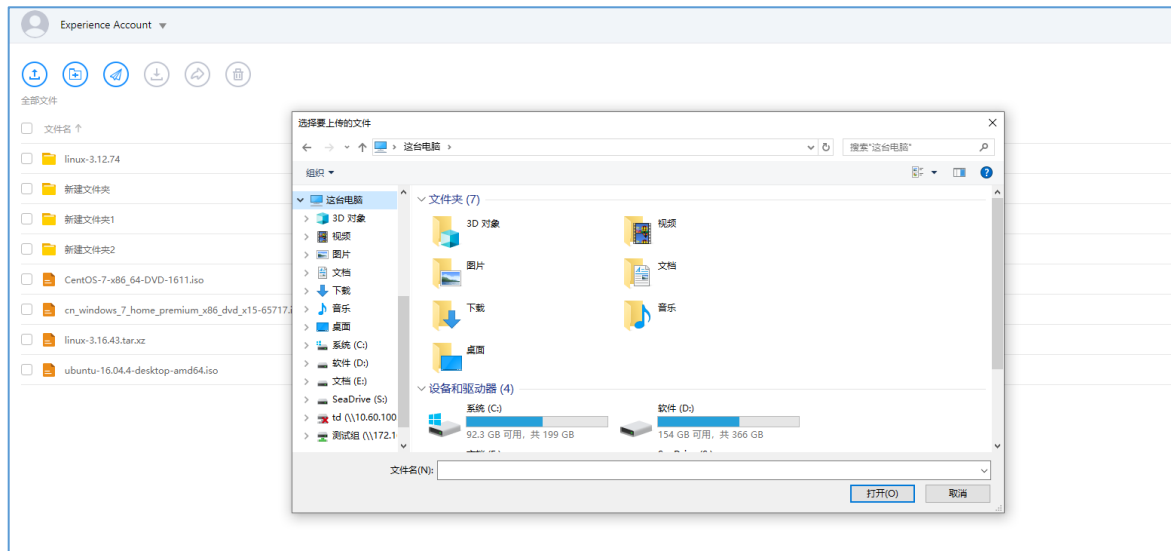 Experience Account
全部文件
文件名
linux-3.12.74
新建文件夹
新建文件夹1
新建文件夹2
CentOS-7-x86_64-DVD-1611.iso
cn_windows_7_home_premium_x86_dvd_x15-65717.i
linux-3.16.43.tar.xz
ubuntu-16.04.4-desktop-amd64.iso
选择要上传的文件
这台电脑
搜索"这台电脑"
组织
这台电脑
3D 对象
视频
图片
文档
下载
音乐
桌面
系统 (C:)
软件 (D:)
文档 (E:)
SeaDrive (S:)
td (\\10.60.100
测试组 (\\172.1
文件夹 (7)
3D 对象
视频
图片
文档
下载
音乐
桌面
设备和驱动器 (4)
系统 (C:)
92.3 GB 可用，共 199 GB
软件 (D:)
154 GB 可用，共 366 GB
文件名(N):
打开(O)
取消